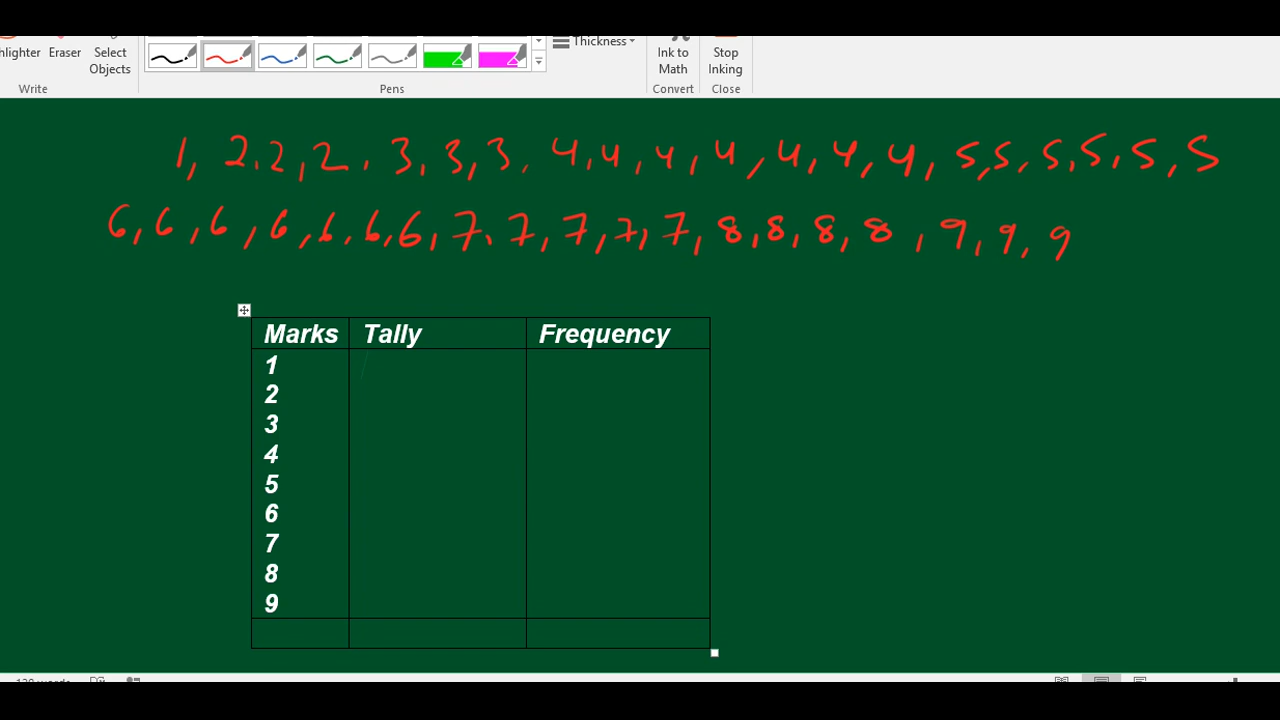 hlighter Eraser Select Objects
Thickness
Ink to Math
Stop Inking
Write
Pens
Convert
Close
1, 2, 2, 2, 3, 3, 3, 4, 4, 4, 4, 4, 4, 4, 5, 5, 5, 5, 5, 5
6, 6, 6, 6, 6, 6, 6, 7, 7, 7, 7, 7, 8, 8, 8, 8, 9, 9, 9
Marks Tally Frequency
1
2
3
4
5
6
7
8
9